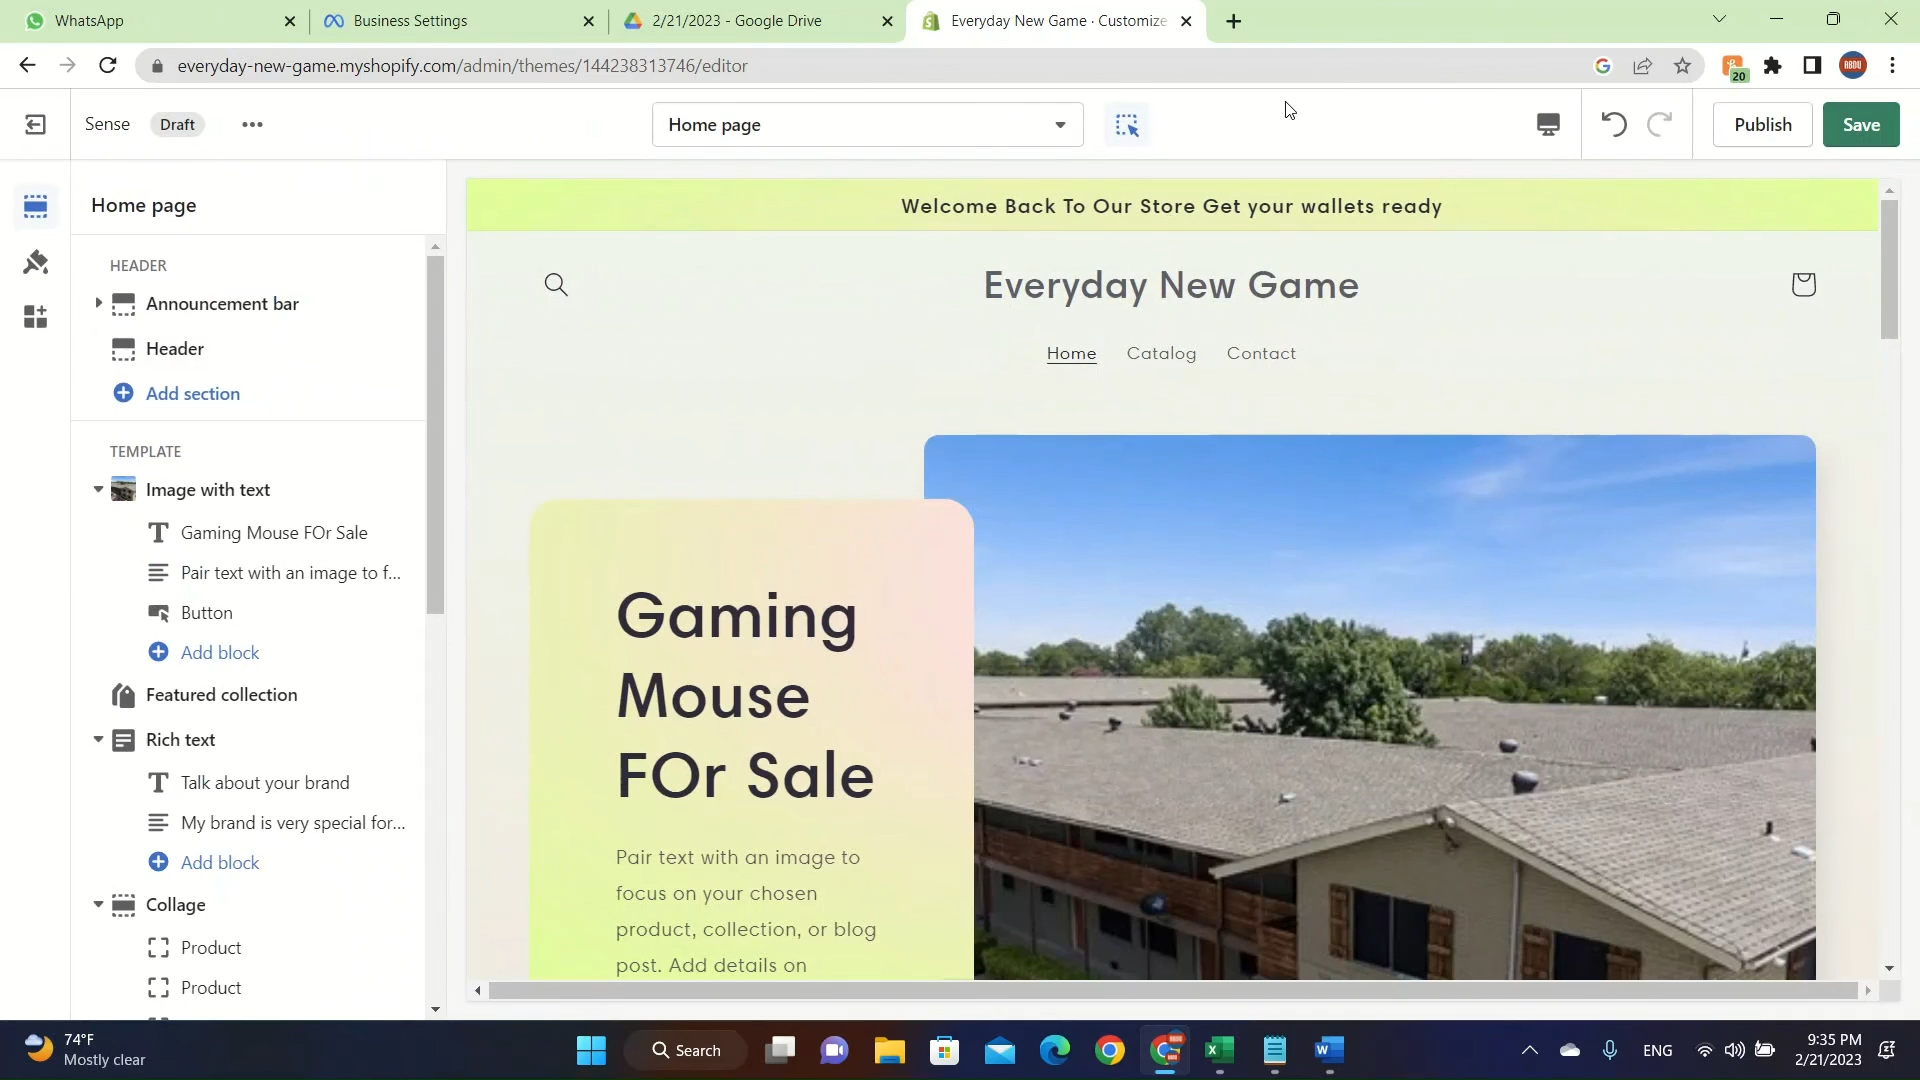 WhatsApp
Business Settings
2/21/2023 - Google Drive
Everyday New Game · Customize
everyday-new-game.myshopify.com/admin/themes/144238313746/editor
20
ABDU
Sense
Draft
Home page
Publish
Save
Home page
HEADER
Announcement bar
Header
Add section
TEMPLATE
Image with text
Gaming Mouse FOr Sale
Pair text with an image to f...
Button
Add block
Featured collection
Rich text
Talk about your brand
My brand is very special for...
Add block
Collage
Product
Product
Welcome Back To Our Store Get your wallets ready
Everyday New Game
Home
Catalog
Contact
Gaming
Mouse
FOr Sale
Pair text with an image to
focus on your chosen
product, collection, or blog
post. Add details on
74°F
Mostly clear
Search
ENG
9:35 PM
2/21/2023